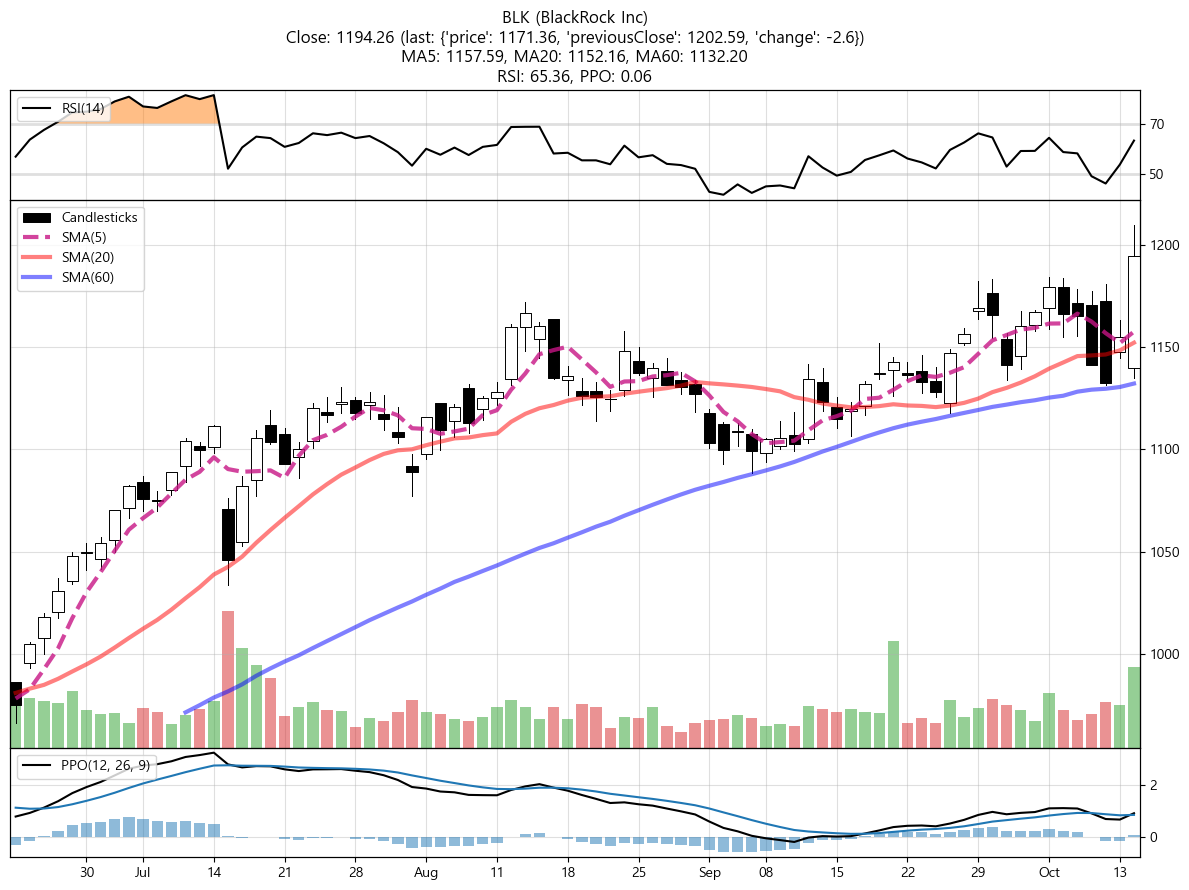 BLK (BlackRock Inc)
Close: 1194.26 (last: {'price': 1171.36, 'previousClose': 1202.59, 'change': -2.6})
MA5: 1157.59, MA20: 1152.16, MA60: 1132.20
RSI: 65.36, PPO: 0.06
RSI(14)
70
50
Candlesticks
SMA(5)
SMA(20)
SMA(60)
1200
1150
1100
1050
1000
PPO(12, 26, 9)
2
0
30 Jul 14 21 28 Aug 11 18 25 Sep 08 15 22 29 Oct 13